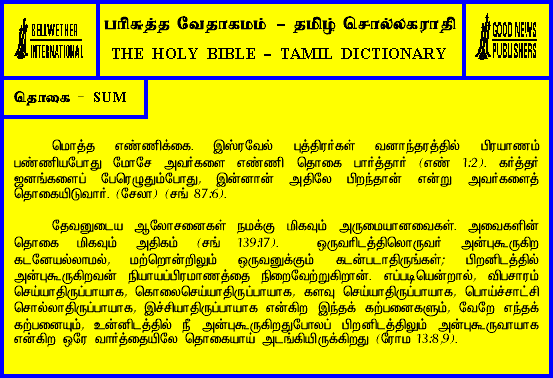 BELLWETHER
INTERNATIONAL
பரிசுத்த வேதாகமம் – தமிழ் சொல்லகராதி
THE HOLY BIBLE – TAMIL DICTIONARY
GOOD NEWS
PUBLISHERS
தொகை – SUM
மொத்த எண்ணிக்கை. இஸ்ரவேல் புத்திரர்கள் வனாந்தரத்தில் பிரயாணம்
பண்ணியபோது மோசே அவர்களை எண்ணி தொகை பார்த்தார் (எண் 1:2). கர்த்தர்
ஜனங்களைப் பேரெழுதும்போது, இன்னான் அதிலே பிறந்தான் என்று அவர்களைத்
தொகையிடுவார். (சேலா) (சங் 87:6).
தேவனுடைய ஆலோசனைகள் நமக்கு மிகவும் அருமையானவைகள். அவைகளின்
தொகை மிகவும் அதிகம் (சங் 139:17). ஒருவரிடத்திலொருவர் அன்புகூருகிற
கடனேயல்லாமல், மற்றொன்றிலும் ஒருவனுக்கும் கடன்படாதிருங்கள்; பிறனிடத்தில்
அன்புகூருகிறவன் நியாயப்பிரமாணத்தை நிறைவேற்றுகிறான். எப்படியென்றால், விபசாரம்
செய்யாதிருப்பாயாக, கொலைசெய்யாதிருப்பாயாக, களவு செய்யாதிருப்பாயாக, பொய்ச்சாட்சி
சொல்லாதிருப்பாயாக, இச்சியாதிருப்பாயாக என்கிற இந்தக் கற்பனைகளும், வேறே எந்தக்
கற்பனையும், உன்னிடத்தில் நீ அன்புகூருகிறதுபோலப் பிறனிடத்திலும் அன்புகூருவாயாக
என்கிற ஒரே வார்த்தையிலே தொகையாய் அடங்கியிருக்கிறது (ரோம 13:8,9).